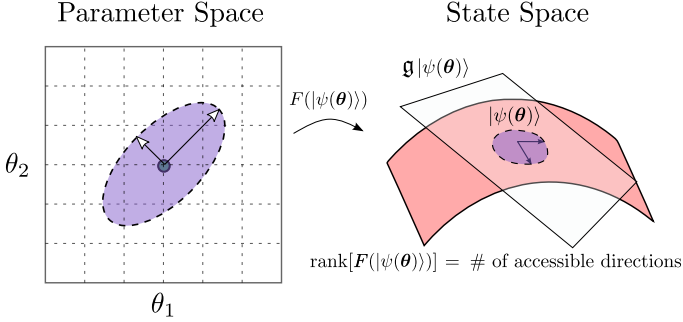 Parameter Space
State Space
θ₂
θ₁
F(|ψ(θ)⟩)
𝔤|ψ(θ)⟩
|ψ(θ)⟩
rank[F(|ψ(θ)⟩)] = # of accessible directions